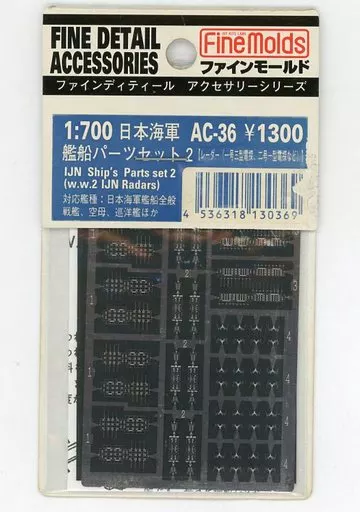 FINE DETAIL
ACCESSORIES
HI-QUALITY
FineMolds
ファインモールド
ファインディティール アクセサリーシリーズ
1:700 日本海軍 AC-36 ¥1300
艦船パーツセット2
IJN Ship's Parts set 2
(w.w.2 IJN Radars)
対応艦種:日本海軍艦船全般
戦艦、空母、巡洋艦ほか
4 536318 130369